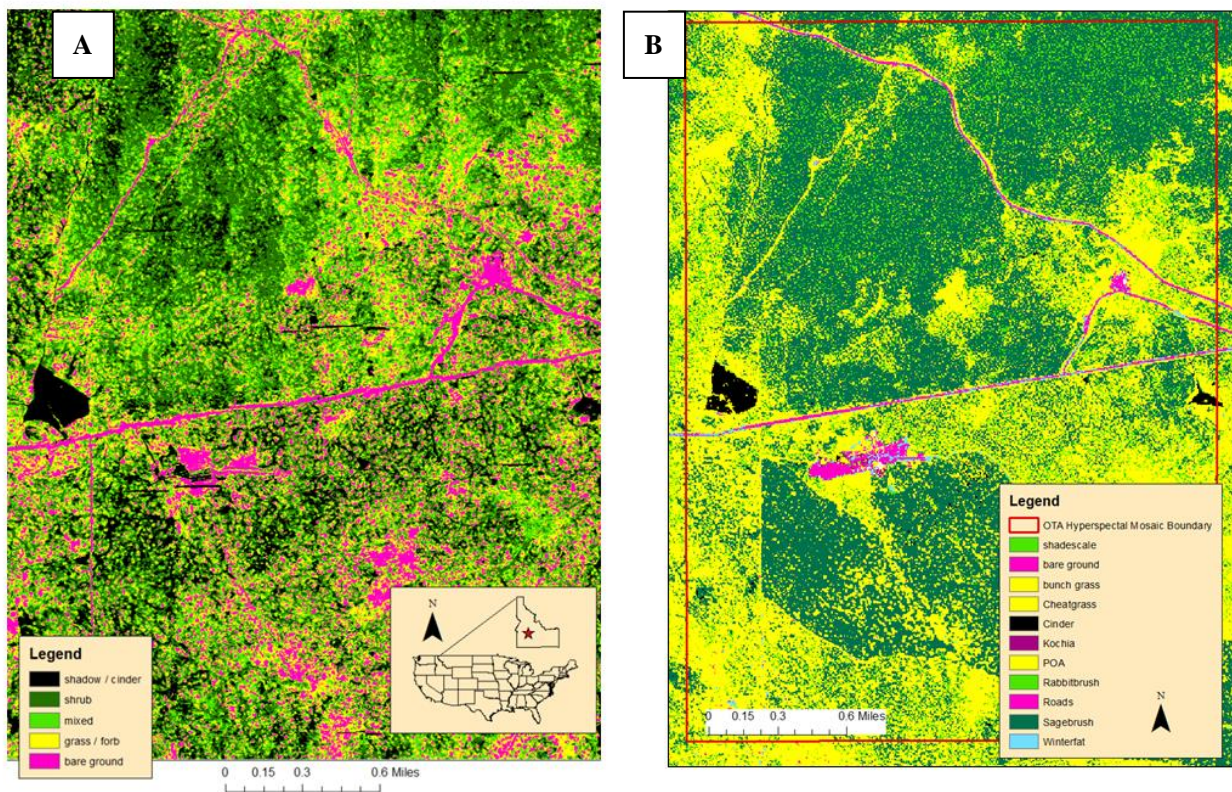 A
N
Legend
shadow / cinder
shrub
mixed
grass / forb
bare ground
0 0.15 0.3 0.6 Miles
B
Legend
OTA Hyperspectal Mosaic Boundary
shadescale
bare ground
bunch grass
Cheatgrass
Cinder
Kochia
POA
Rabbitbrush
Roads
Sagebrush
Winterfat
N
0 0.15 0.3 0.6 Miles